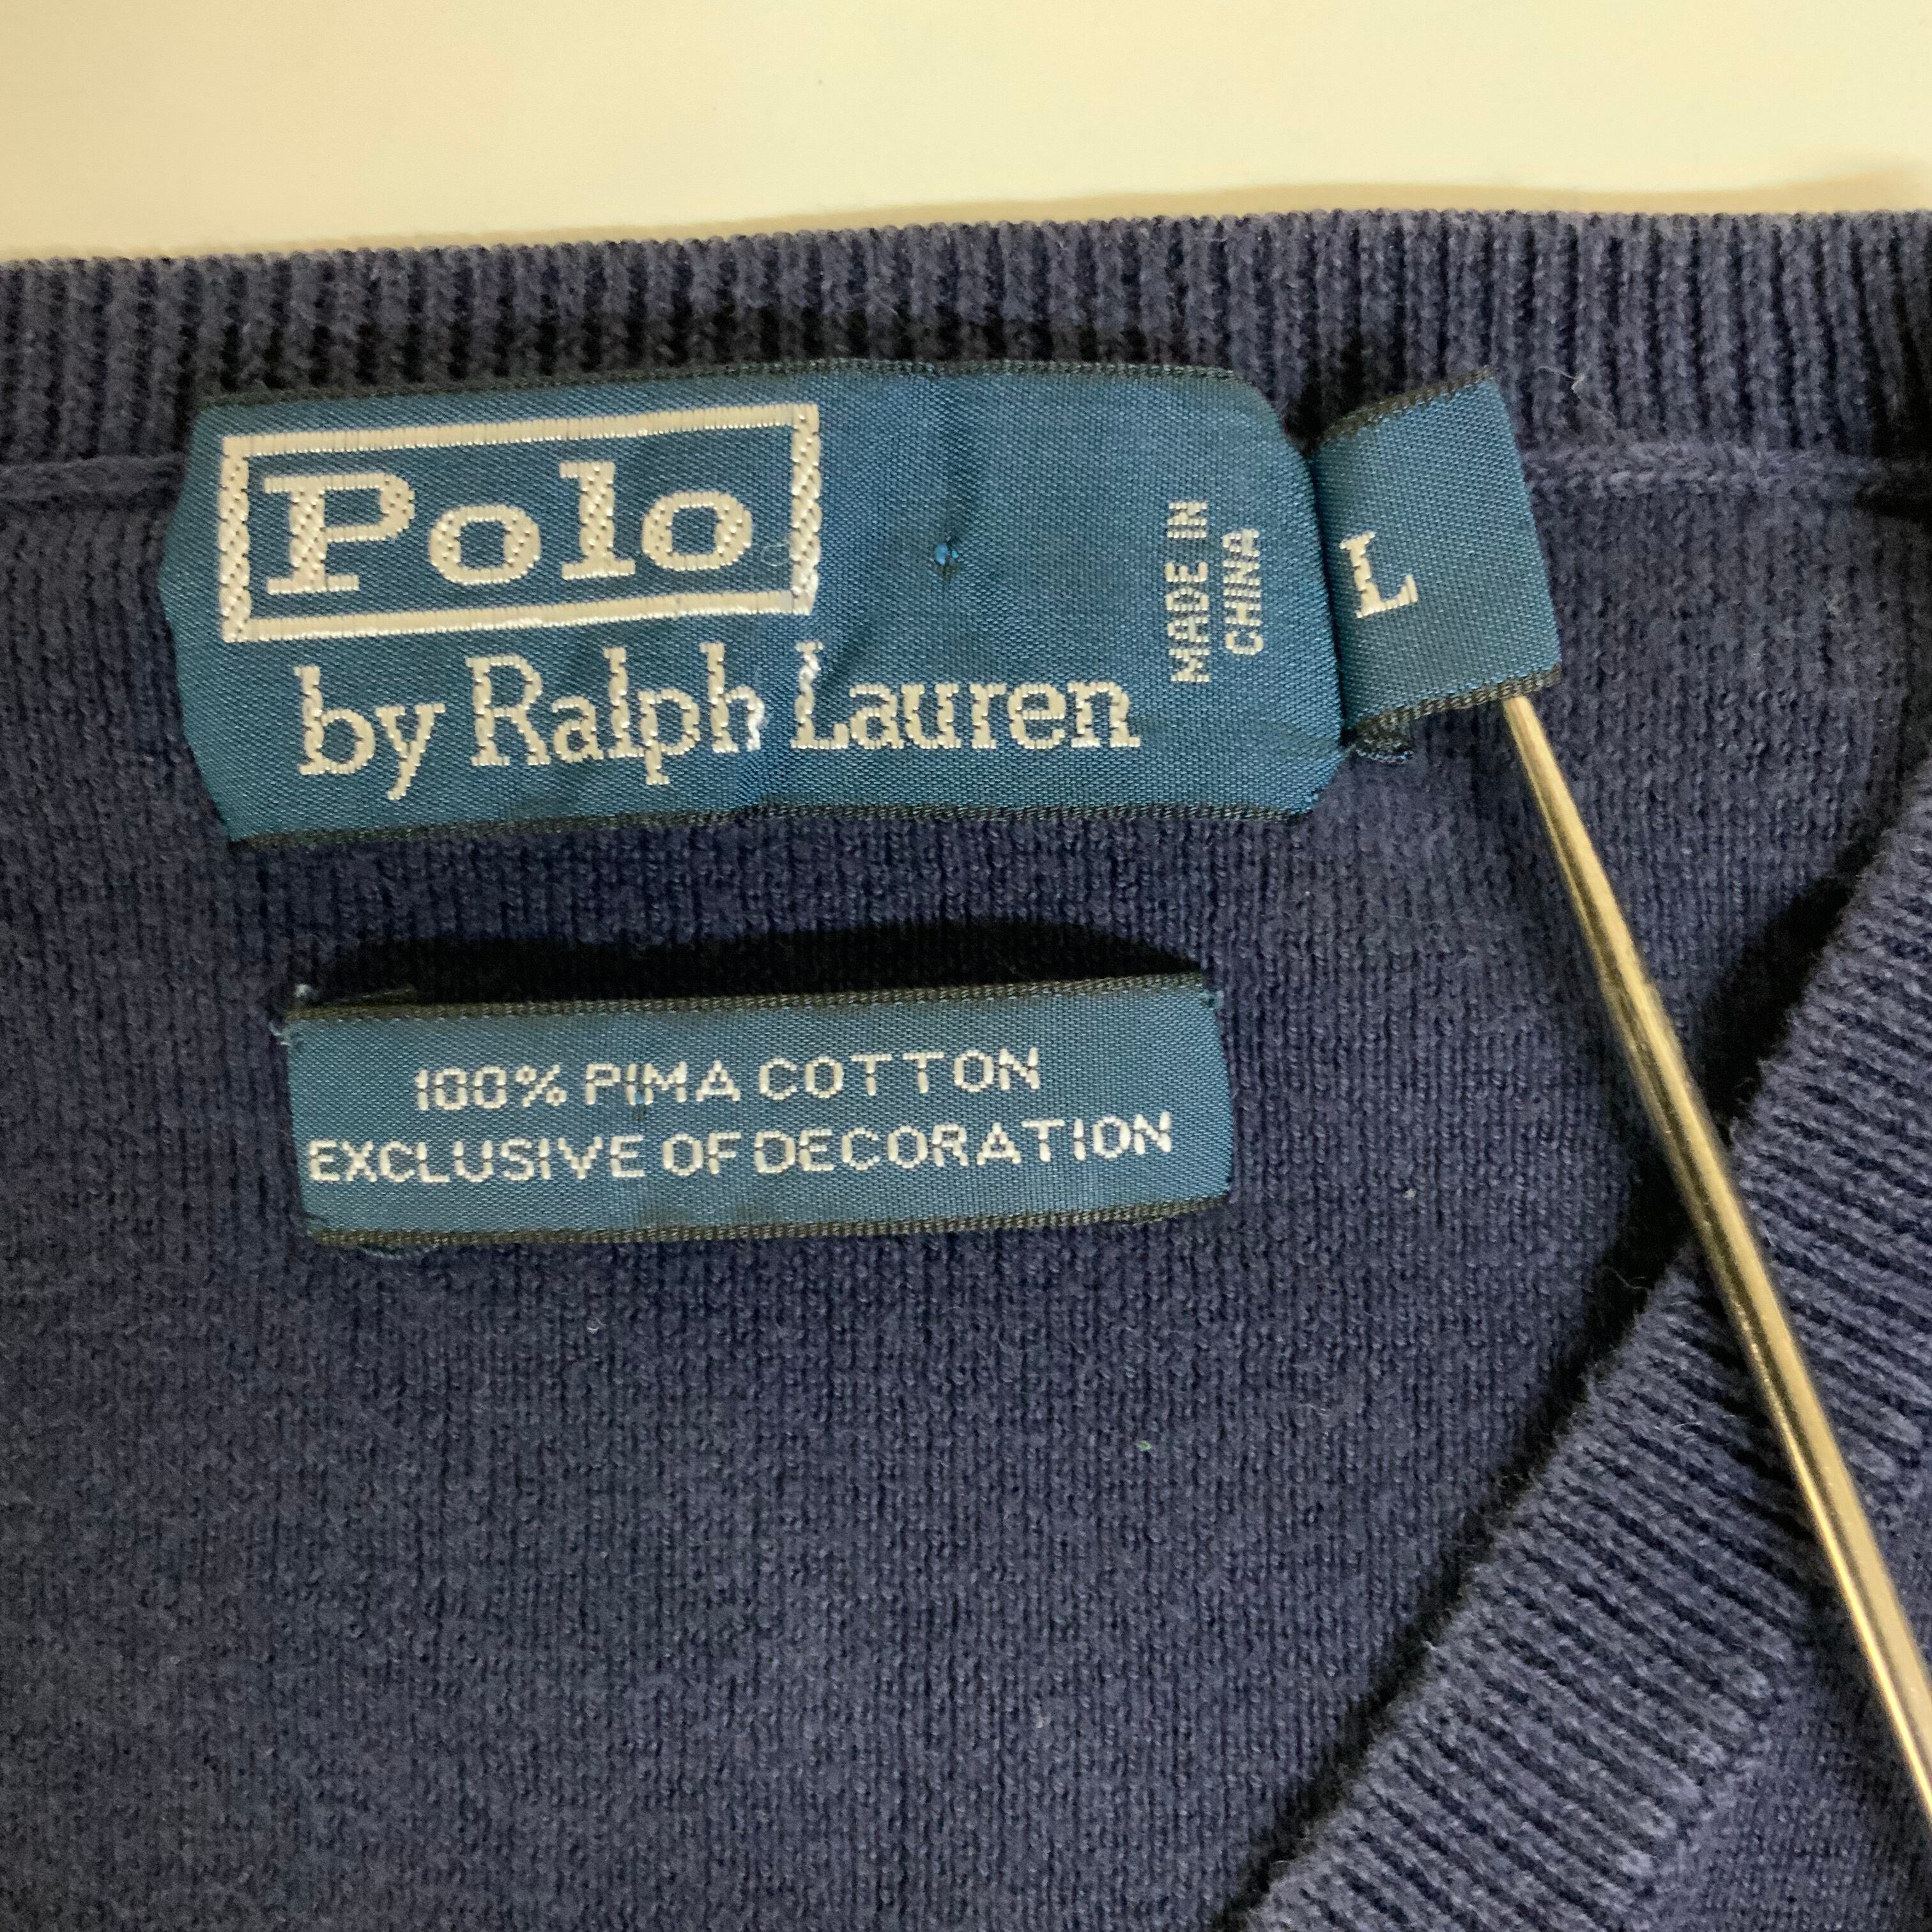 Polo
by Ralph Lauren
MADE IN
CHINA
L
100% PIMA COTTON
EXCLUSIVE OF DECORATION